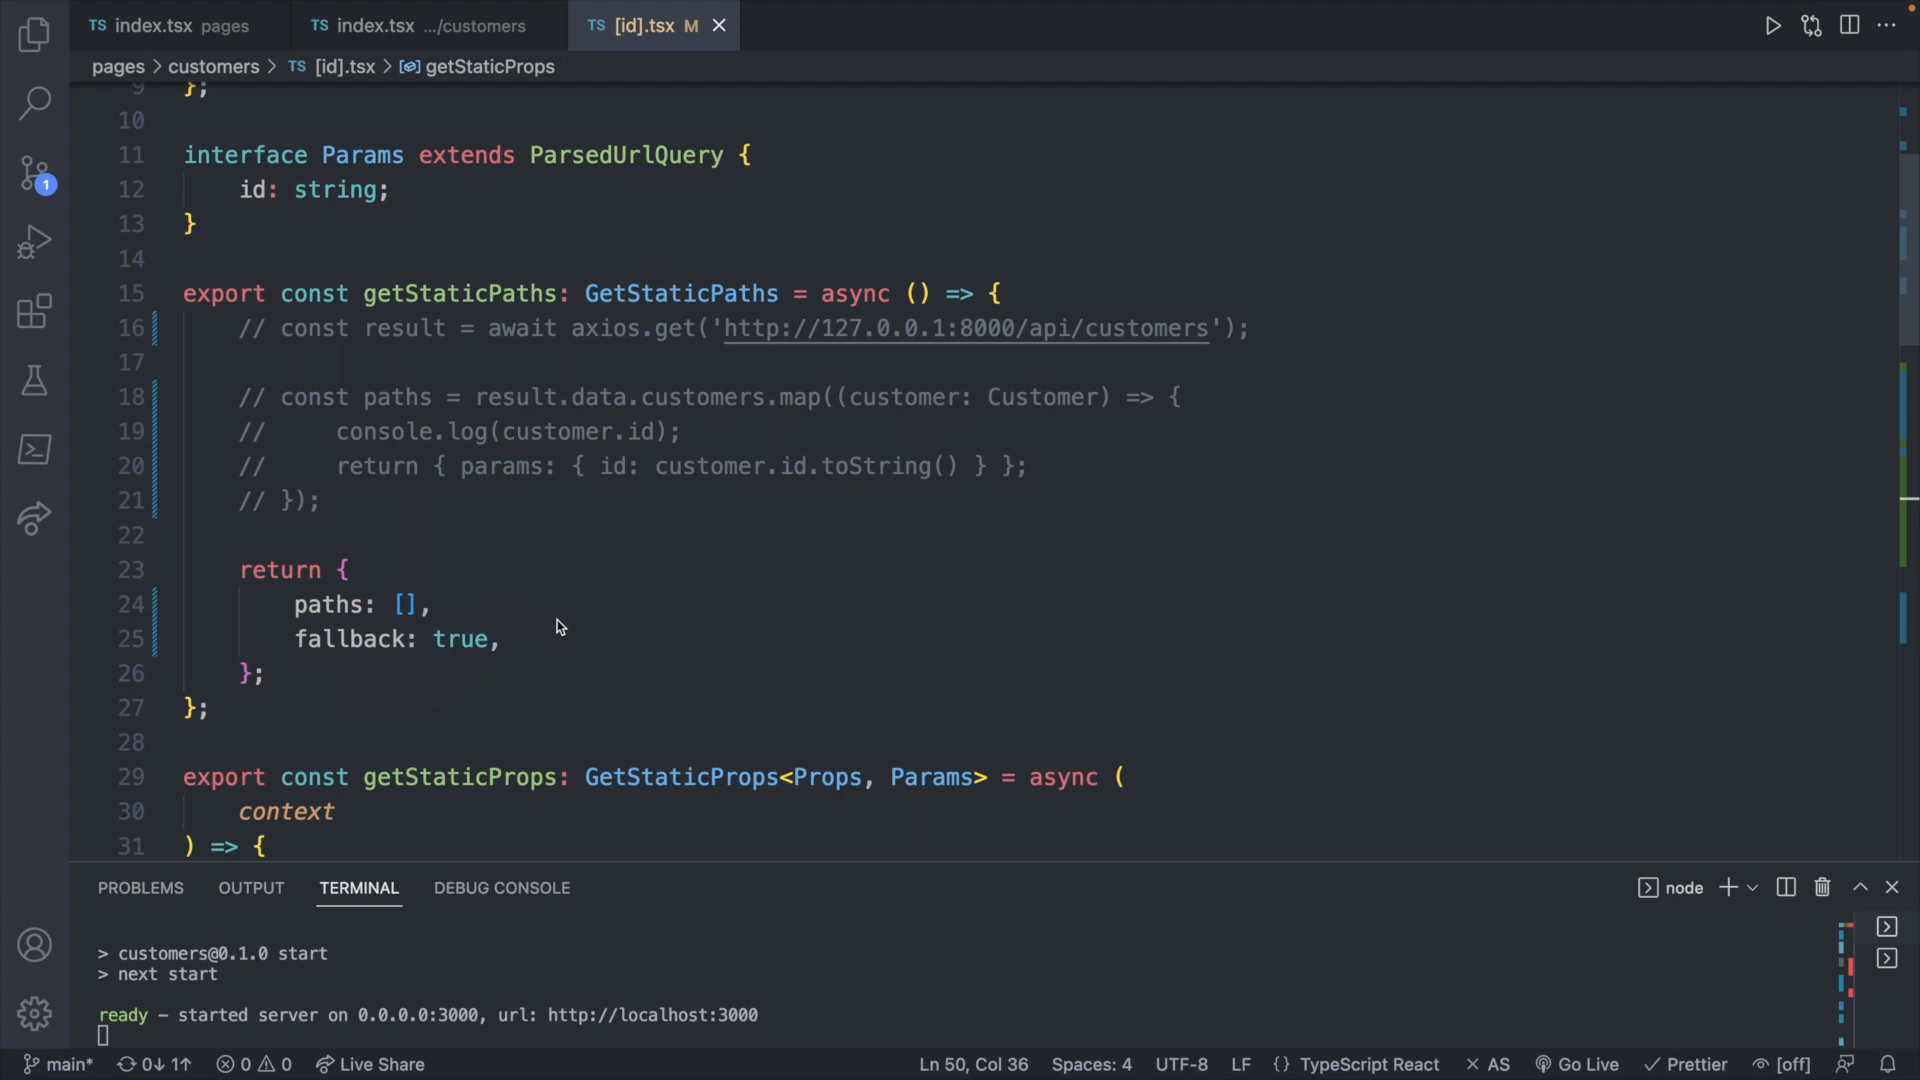 TS index.tsx pages
TS index.tsx .../customers
TS [id].tsx M
pages > customers > TS [id].tsx > getStaticProps
9 };
10
11 interface Params extends ParsedUrlQuery {
12 id: string;
13 }
14
15 export const getStaticPaths: GetStaticPaths = async () => {
16 // const result = await axios.get('http://127.0.0.1:8000/api/customers');
17
18 // const paths = result.data.customers.map((customer: Customer) => {
19 // console.log(customer.id);
20 // return { params: { id: customer.id.toString() } };
21 // });
22
23 return {
24 paths: [],
25 fallback: true,
26 };
27 };
28
29 export const getStaticProps: GetStaticProps<Props, Params> = async (
30 context
31 ) => {
1
PROBLEMS OUTPUT TERMINAL DEBUG CONSOLE
node
> customers@0.1.0 start
> next start
ready – started server on 0.0.0.0:3000, url: http://localhost:3000
main* 0↓ 1↑ 0 0 Live Share Ln 50, Col 36 Spaces: 4 UTF-8 LF {} TypeScript React × AS Go Live ✓ Prettier [off]